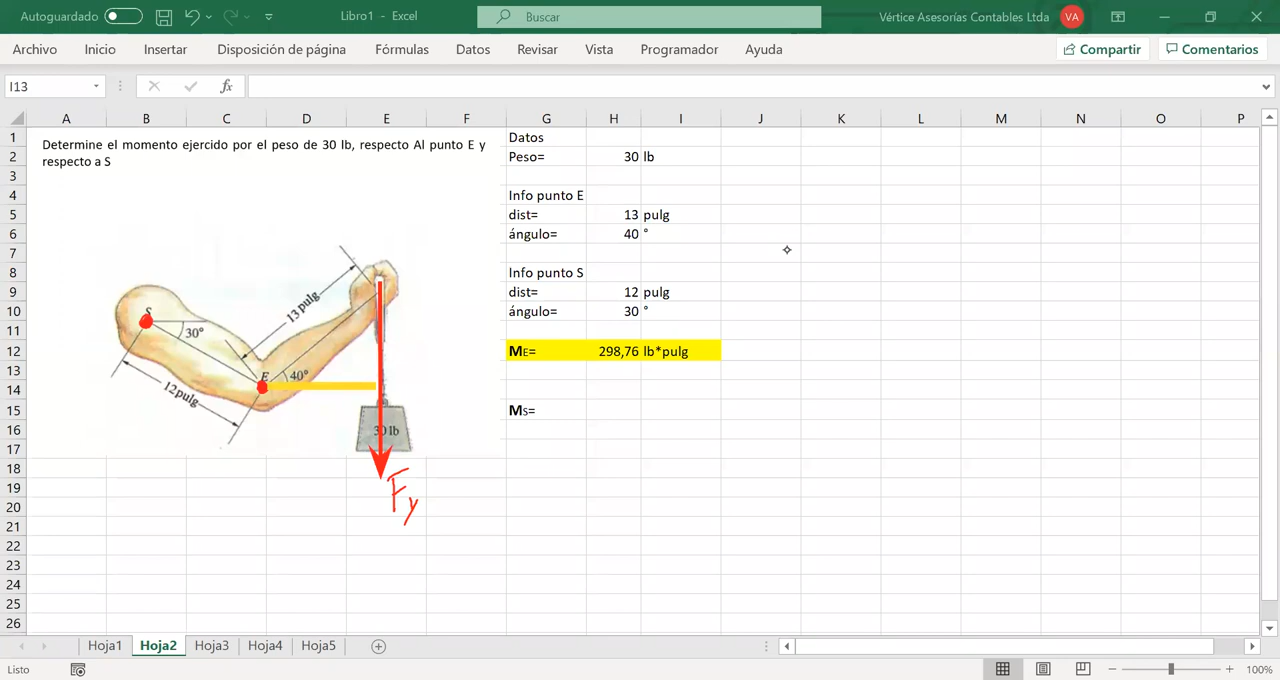 Autoguardado
Libro1 - Excel
Buscar
Vértice Asesorías Contables Ltda
VA
Archivo Inicio Insertar Disposición de página Fórmulas Datos Revisar Vista Programador Ayuda
Compartir
Comentarios
I13
fx
A B C D E F G H I J K L M N O P
1 Datos
Determine el momento ejercido por el peso de 30 lb, respecto Al punto E y
respecto a S
2 Peso= 30 lb
3
4 Info punto E
5 dist= 13 pulg
6 ángulo= 40 °
7
8 Info punto S
9 dist= 12 pulg
10 ángulo= 30 °
11
12 ME= 298,76 lb*pulg
13
14
15 MS=
16
17
18
19
20
21
22
23
24
25
26
S
30°
13 pulg
E
40°
12 pulg
30 lb
Fy
Hoja1 Hoja2 Hoja3 Hoja4 Hoja5
Listo
100%